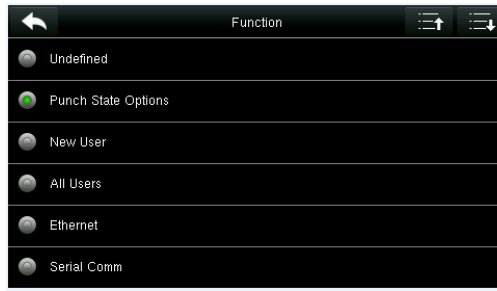 Function
Undefined
Punch State Options
New User
All Users
Ethernet
Serial Comm